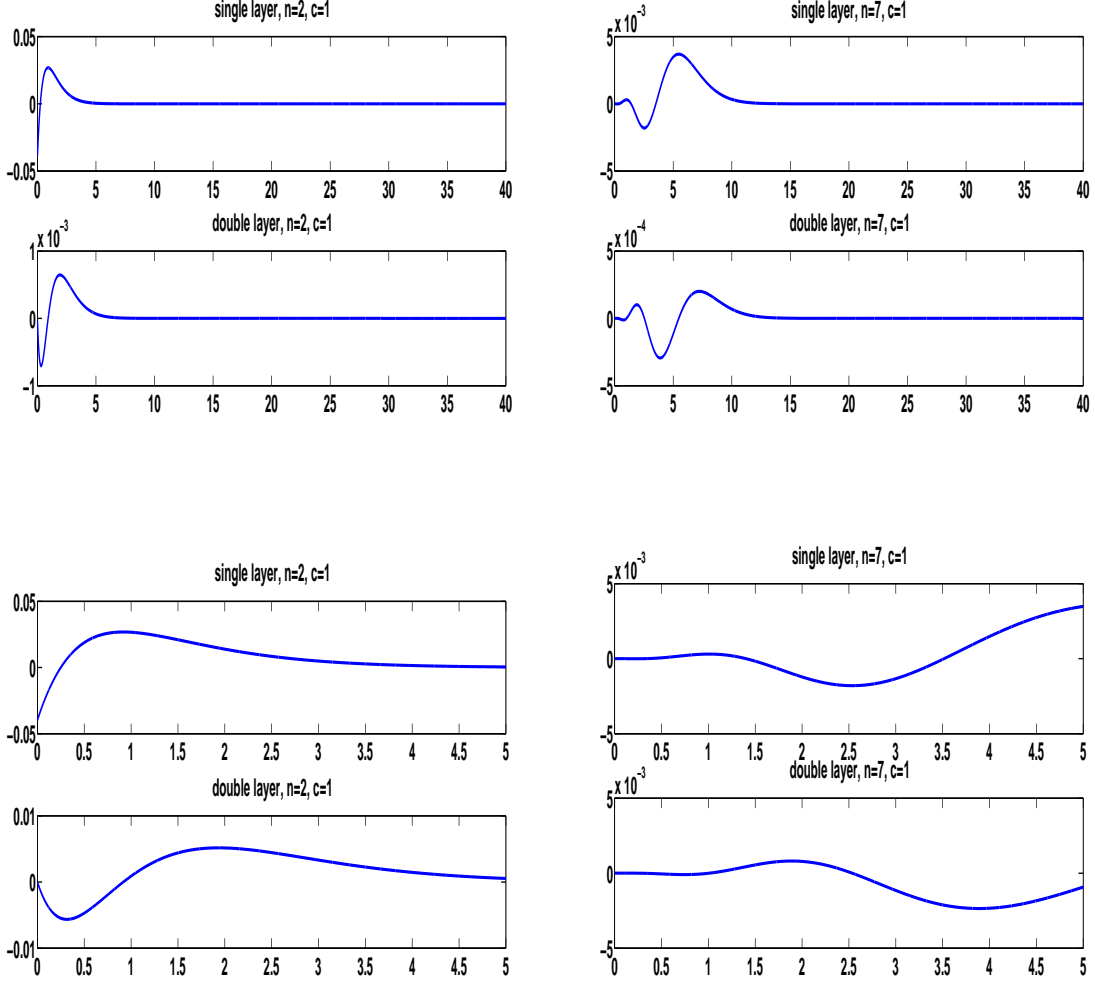 single layer, n=2, c=1
0.05
0
−0.05
0 5 10 15 20 25 30 35 40
single layer, n=7, c=1
x 10^−3
5
0
−5
0 5 10 15 20 25 30 35 40
double layer, n=2, c=1
x 10^−3
1
0
−1
0 5 10 15 20 25 30 35 40
double layer, n=7, c=1
x 10^−4
5
0
−5
0 5 10 15 20 25 30 35 40
single layer, n=2, c=1
0.05
0
−0.05
0 0.5 1 1.5 2 2.5 3 3.5 4 4.5 5
single layer, n=7, c=1
x 10^−3
5
0
−5
0 0.5 1 1.5 2 2.5 3 3.5 4 4.5 5
double layer, n=2, c=1
0.01
0
−0.01
0 0.5 1 1.5 2 2.5 3 3.5 4 4.5 5
double layer, n=7, c=1
x 10^−3
5
0
−5
0 0.5 1 1.5 2 2.5 3 3.5 4 4.5 5